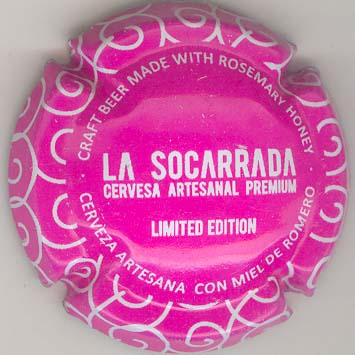 CRAFT BEER MADE WITH ROSEMARY HONEY
LA SOCARRADA
CERVESA ARTESANAL PREMIUM
LIMITED EDITION
CERVEZA ARTESANA CON MIEL DE ROMERO